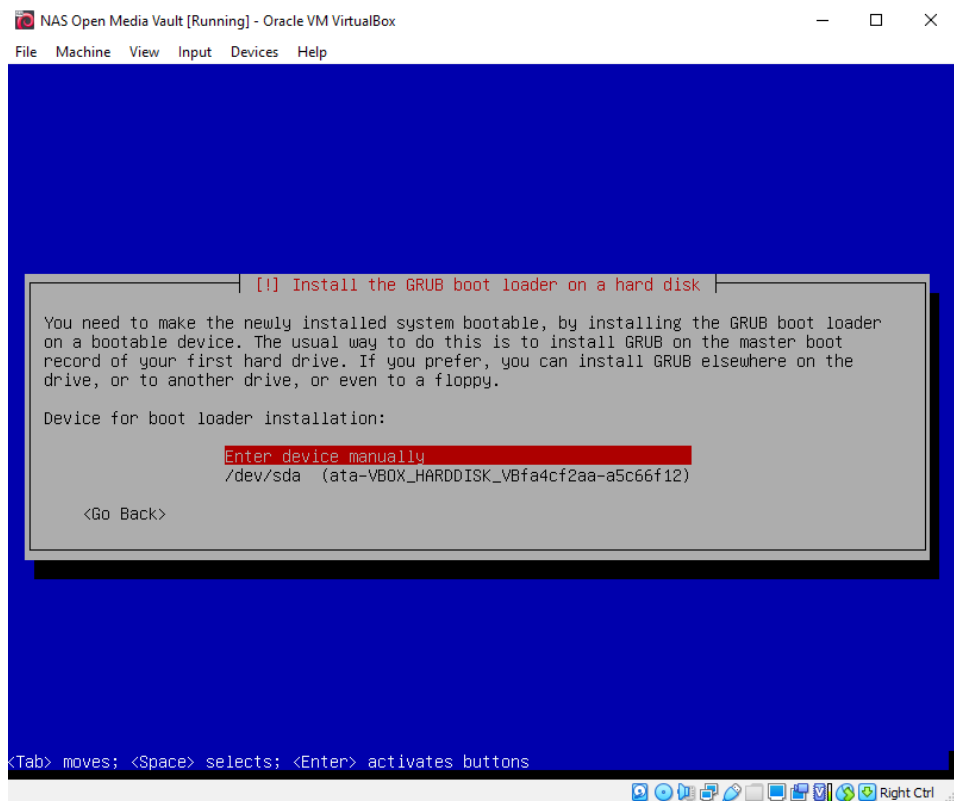 NAS Open Media Vault [Running] - Oracle VM VirtualBox
File Machine View Input Devices Help
[!] Install the GRUB boot loader on a hard disk
You need to make the newly installed system bootable, by installing the GRUB boot loader
on a bootable device. The usual way to do this is to install GRUB on the master boot
record of your first hard drive. If you prefer, you can install GRUB elsewhere on the
drive, or to another drive, or even to a floppy.
Device for boot loader installation:
Enter device manually
/dev/sda (ata-VBOX_HARDDISK_VBfa4cf2aa-a5c66f12)
<Go Back>
<Tab> moves; <Space> selects; <Enter> activates buttons
Right Ctrl